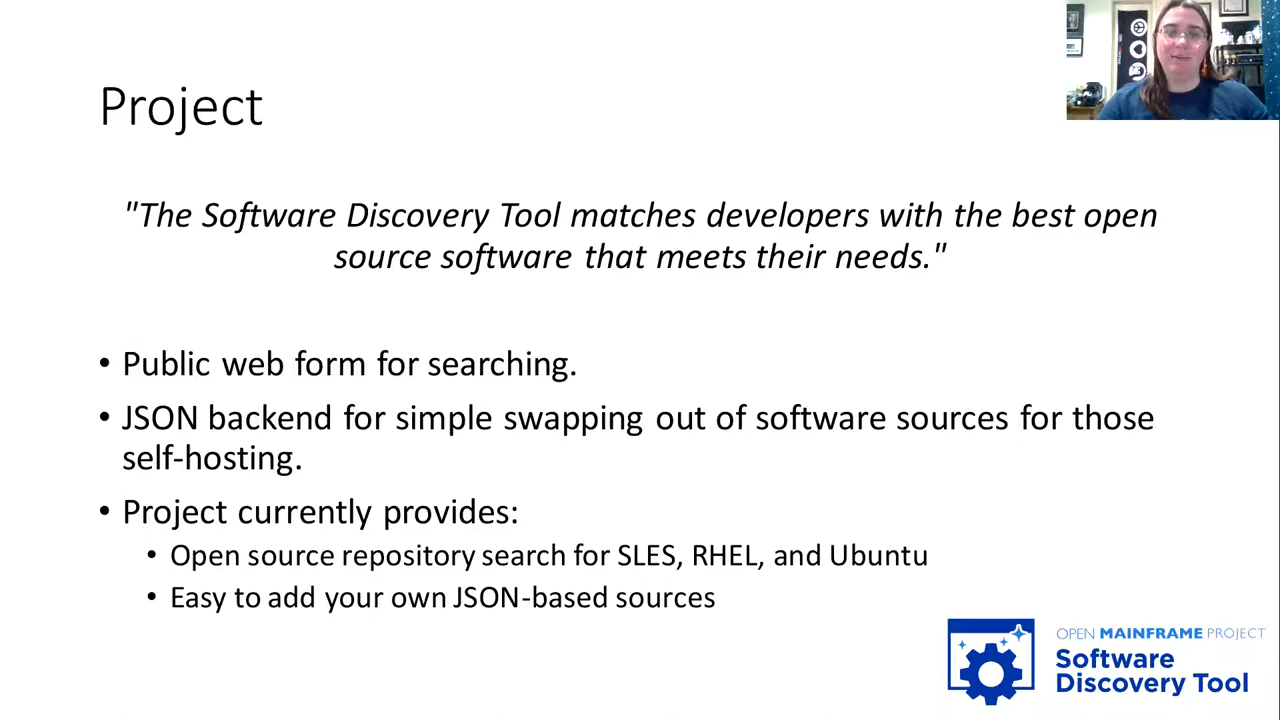 Project
"The Software Discovery Tool matches developers with the best open
source software that meets their needs."
• Public web form for searching.
• JSON backend for simple swapping out of software sources for those
self-hosting.
• Project currently provides:
• Open source repository search for SLES, RHEL, and Ubuntu
• Easy to add your own JSON-based sources
OPEN MAINFRAME PROJECT
Software
Discovery Tool